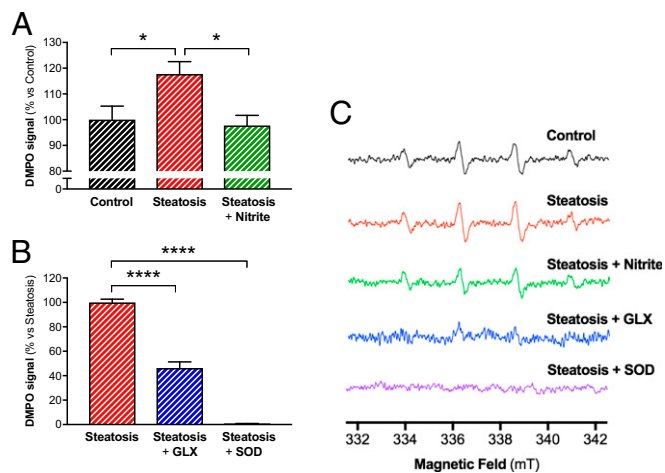 A
DMPO signal (% vs Control)
130
120
110
100
90
80
0
*
*
Control
Steatosis
Steatosis
+ Nitrite
B
DMPO signal (% vs Steatosis)
120
100
80
60
40
20
0
****
****
Steatosis
Steatosis
+ GLX
Steatosis
+ SOD
C
Control
Steatosis
Steatosis + Nitrite
Steatosis + GLX
Steatosis + SOD
332 334 336 338 340 342
Magnetic Feld (mT)